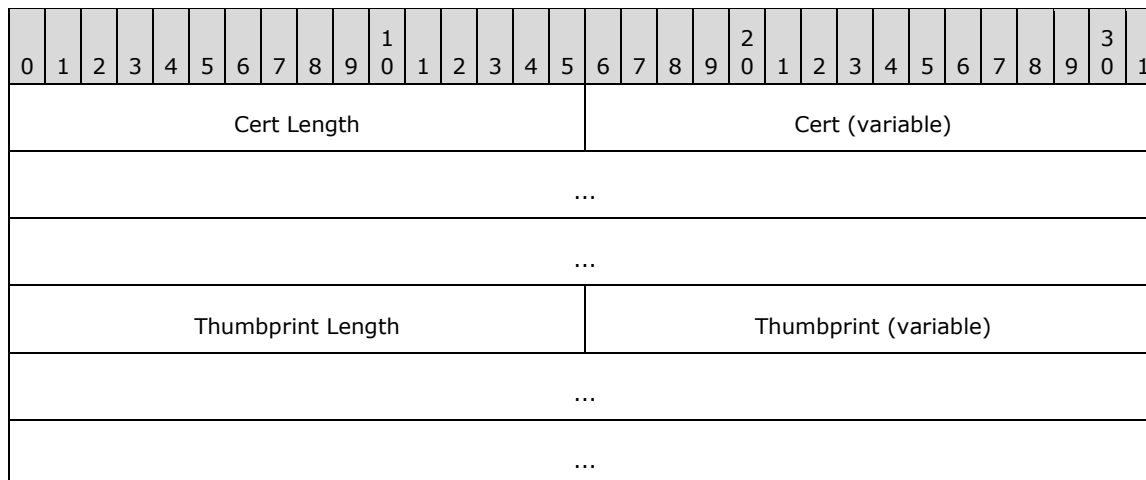 1 2 3
0 1 2 3 4 5 6 7 8 9 0 1 2 3 4 5 6 7 8 9 0 1 2 3 4 5 6 7 8 9 0 1
Cert Length Cert (variable)
...
...
Thumbprint Length Thumbprint (variable)
...
...